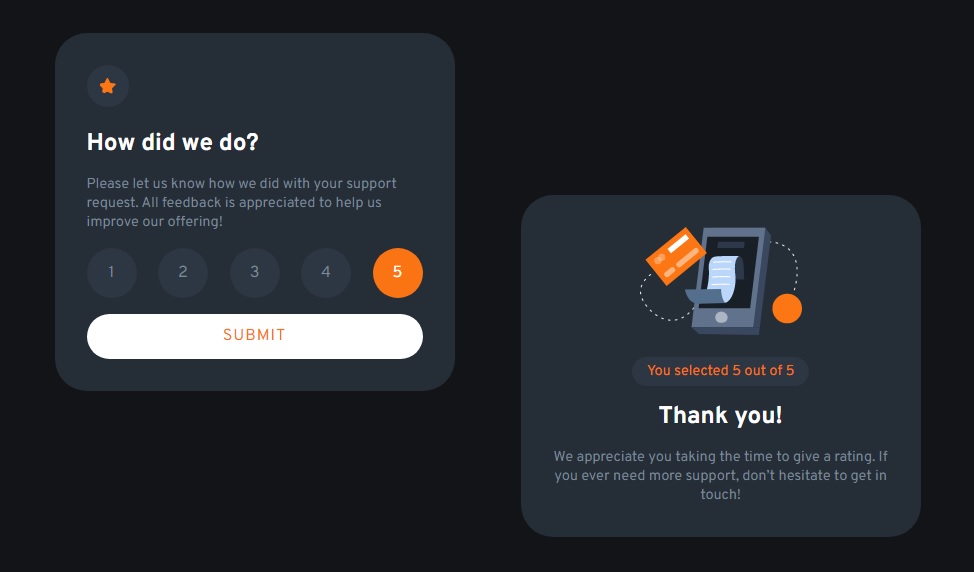 How did we do?
Please let us know how we did with your support
request. All feedback is appreciated to help us
improve our offering!
1 2 3 4 5
SUBMIT
You selected 5 out of 5
Thank you!
We appreciate you taking the time to give a rating. If
you ever need more support, don't hesitate to get in
touch!